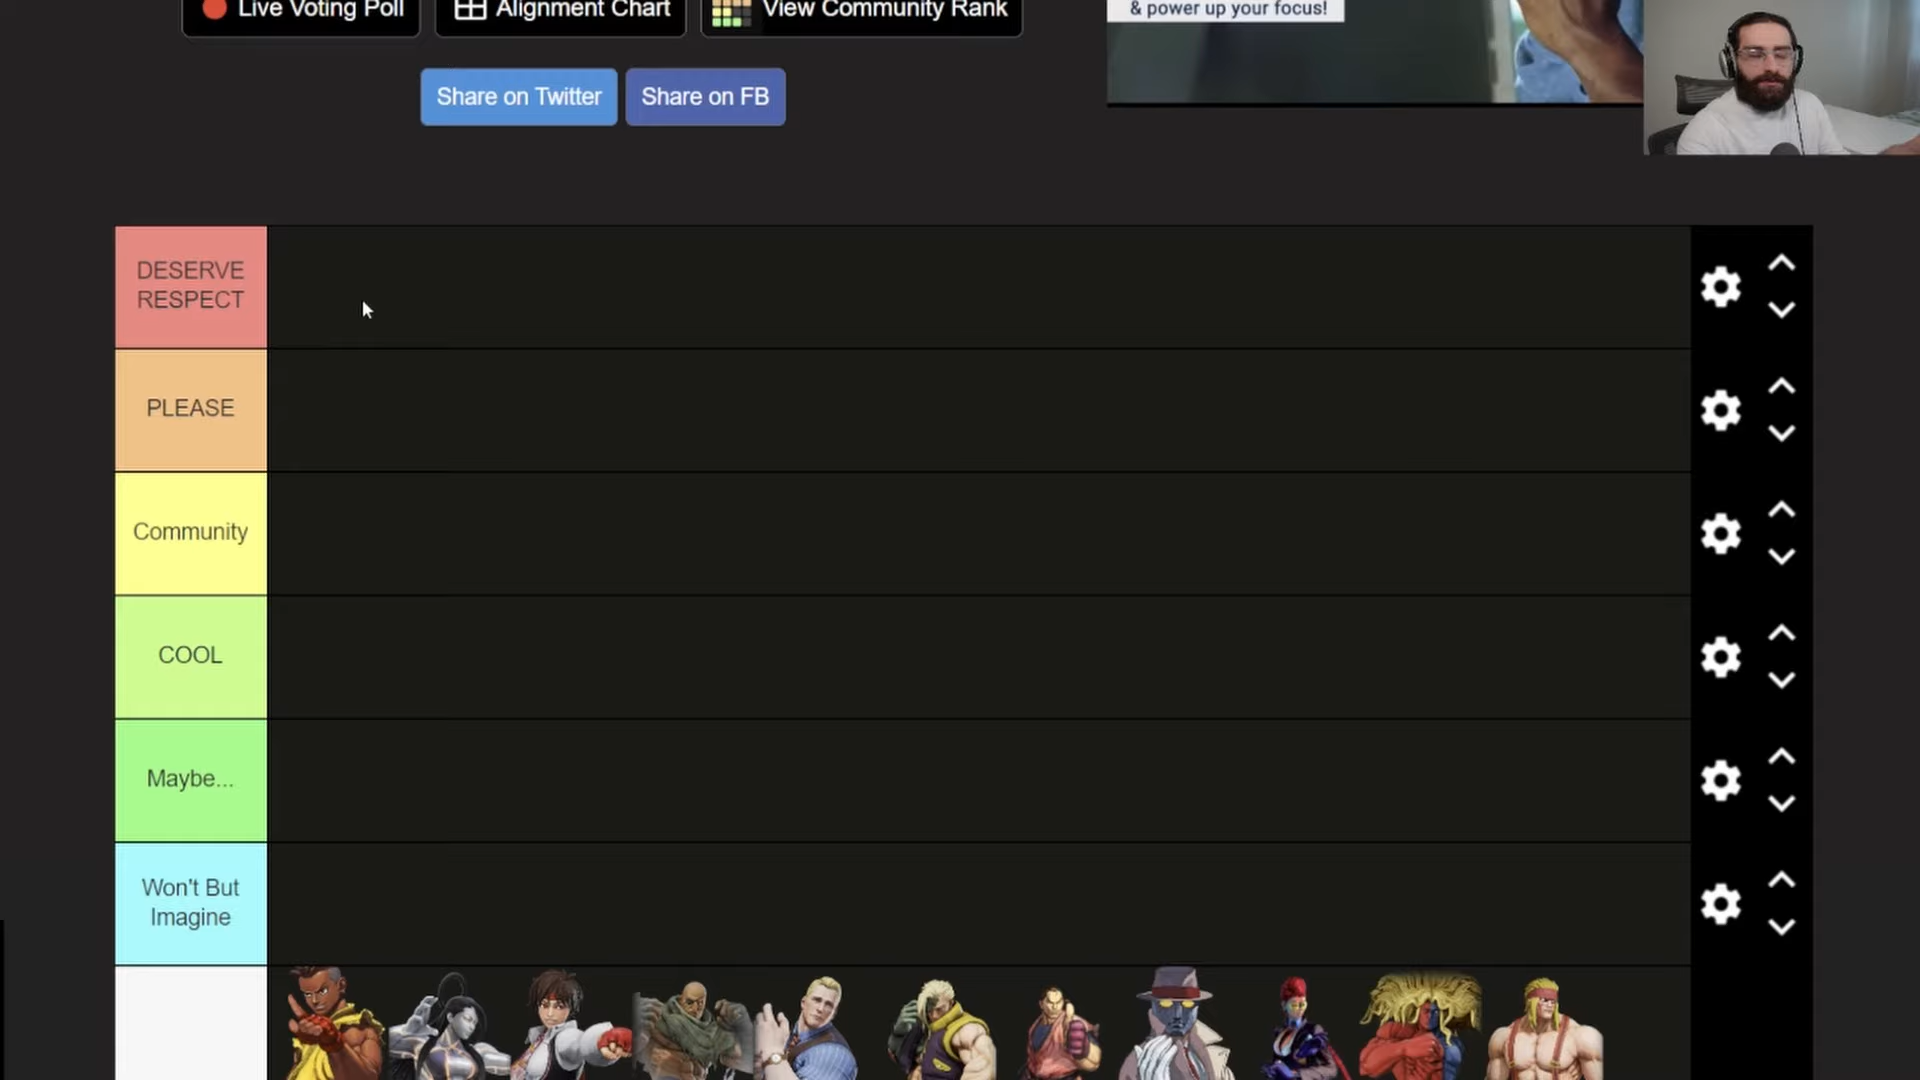 Live Voting Poll
Alignment Chart
View Community Rank
& power up your focus!
Share on Twitter
Share on FB
DESERVE
RESPECT
PLEASE
Community
COOL
Maybe...
Won't But
Imagine